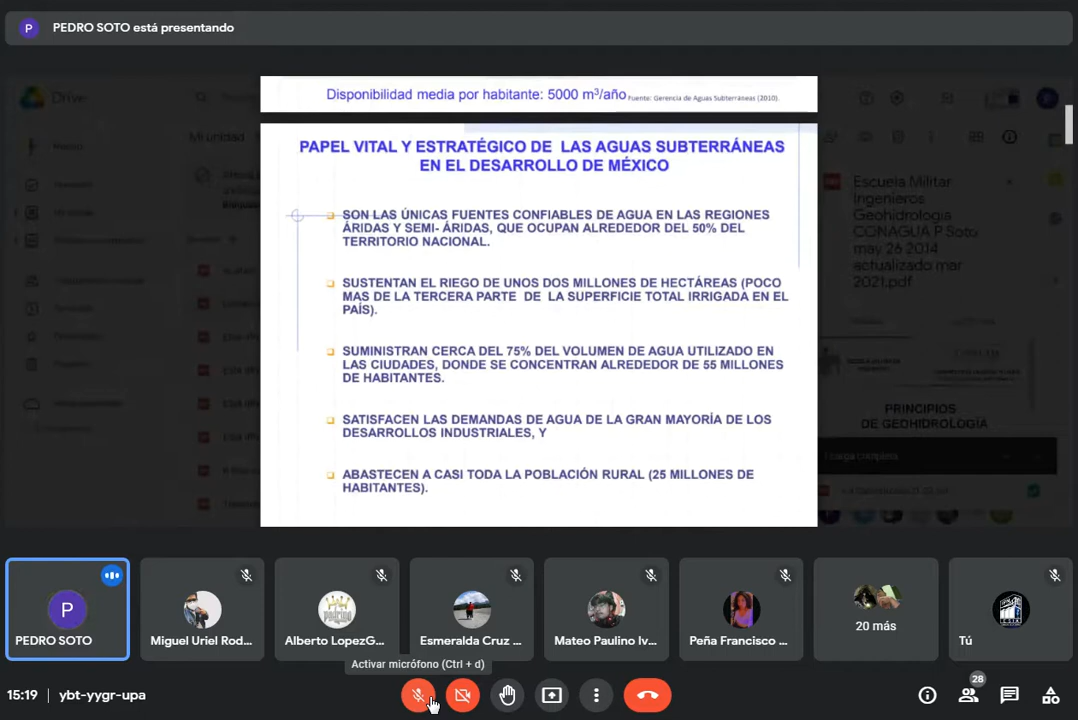 P PEDRO SOTO está presentando
Disponibilidad media por habitante: 5000 m³/año Fuente: Gerencia de Aguas Subterráneas (2010).
PAPEL VITAL Y ESTRATÉGICO DE LAS AGUAS SUBTERRÁNEAS
EN EL DESARROLLO DE MÉXICO
SON LAS ÚNICAS FUENTES CONFIABLES DE AGUA EN LAS REGIONES
ÁRIDAS Y SEMI- ÁRIDAS, QUE OCUPAN ALREDEDOR DEL 50% DEL
TERRITORIO NACIONAL.
SUSTENTAN EL RIEGO DE UNOS DOS MILLONES DE HECTÁREAS (POCO
MAS DE LA TERCERA PARTE DE LA SUPERFICIE TOTAL IRRIGADA EN EL
PAÍS).
SUMINISTRAN CERCA DEL 75% DEL VOLUMEN DE AGUA UTILIZADO EN
LAS CIUDADES, DONDE SE CONCENTRAN ALREDEDOR DE 55 MILLONES
DE HABITANTES.
SATISFACEN LAS DEMANDAS DE AGUA DE LA GRAN MAYORÍA DE LOS
DESARROLLOS INDUSTRIALES, Y
ABASTECEN A CASI TODA LA POBLACIÓN RURAL (25 MILLONES DE
HABITANTES).
Drive
Mi unidad
Escuela Militar
Ingenieros
Geohidrologia
CONAGUA P Soto
may 26 2014
actualizado mar
2021.pdf
PRINCIPIOS
DE GEOHIDROLOGÍA
P
PEDRO SOTO
Miguel Uriel Rod...
Alberto LopezG...
Esmeralda Cruz ...
Mateo Paulino Iv...
Peña Francisco ...
20 más
Tú
Activar micrófono (Ctrl + d)
15:19 | ybt-yygr-upa
28